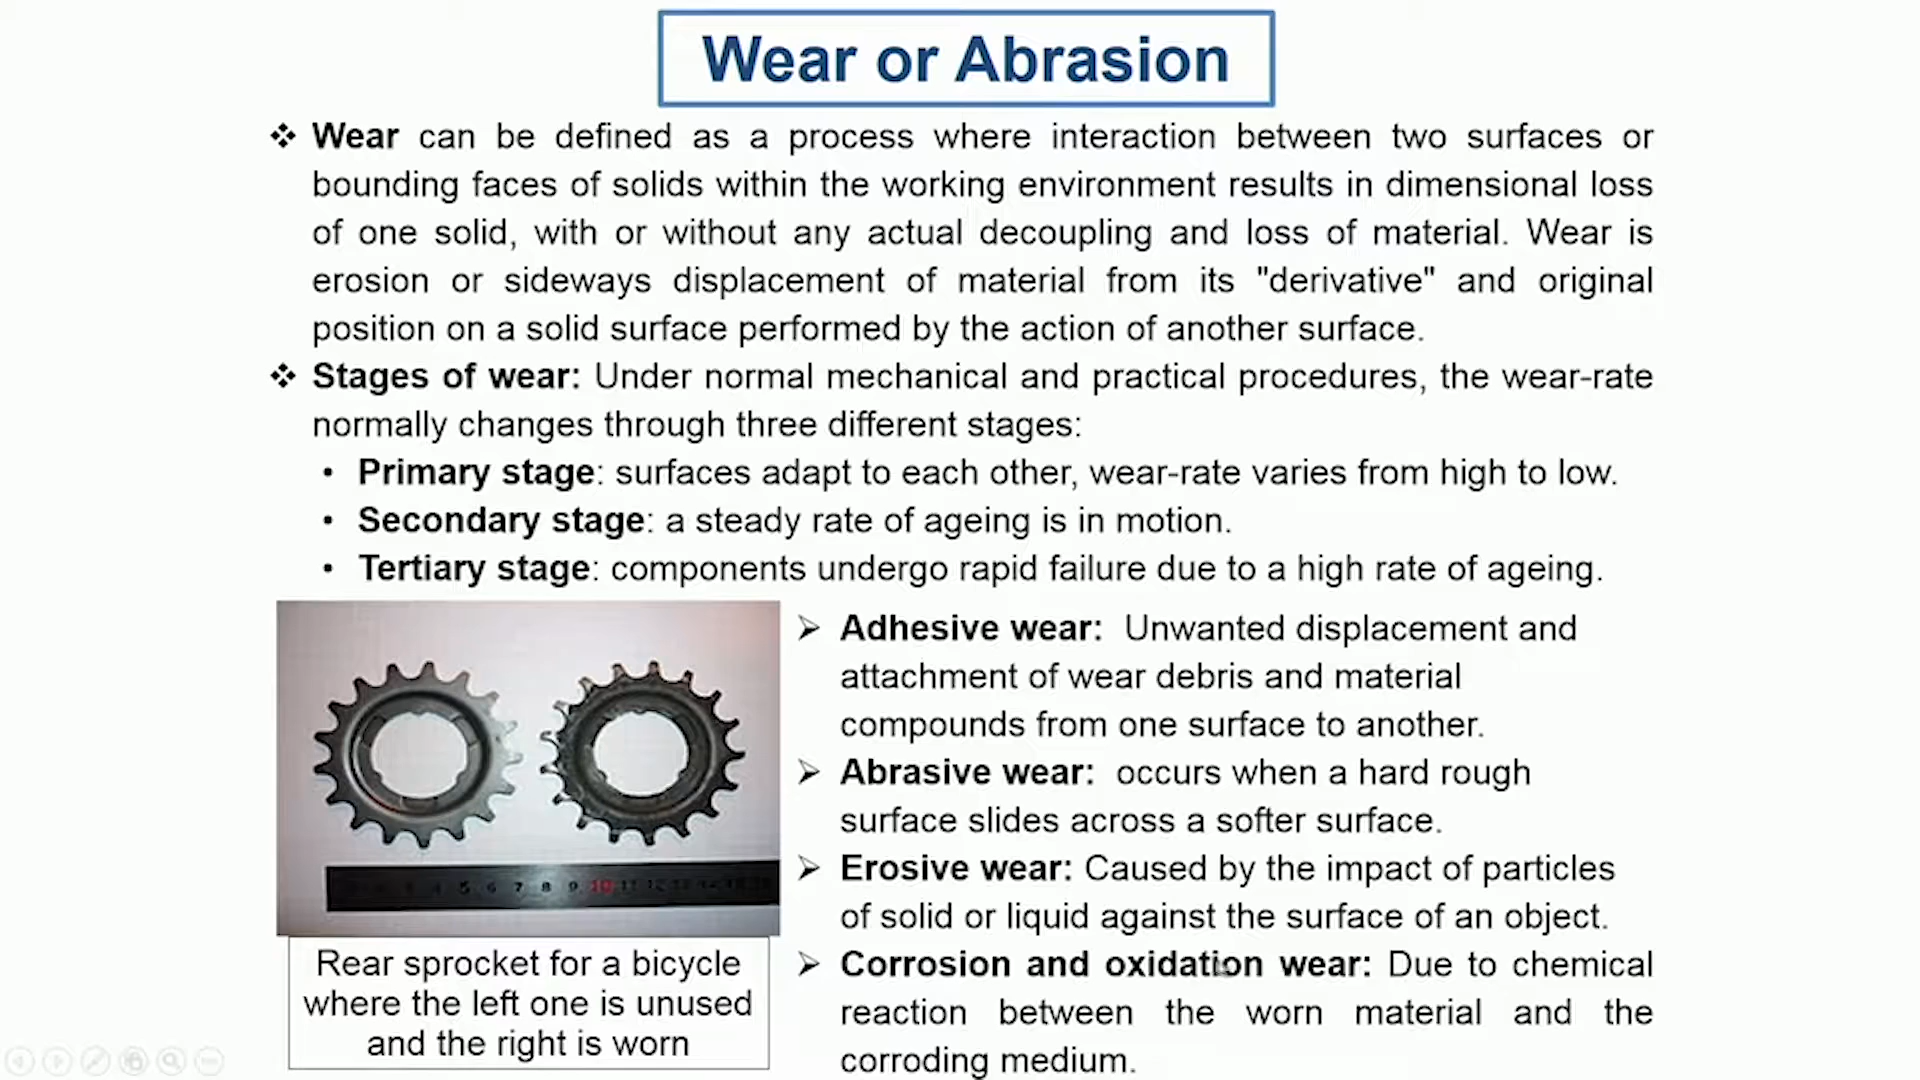 Wear or Abrasion
❖ Wear can be defined as a process where interaction between two surfaces or
bounding faces of solids within the working environment results in dimensional loss
of one solid, with or without any actual decoupling and loss of material. Wear is
erosion or sideways displacement of material from its "derivative" and original
position on a solid surface performed by the action of another surface.
❖ Stages of wear: Under normal mechanical and practical procedures, the wear-rate
normally changes through three different stages:
• Primary stage: surfaces adapt to each other, wear-rate varies from high to low.
• Secondary stage: a steady rate of ageing is in motion.
• Tertiary stage: components undergo rapid failure due to a high rate of ageing.
5 6 7 8 9 10 11 12 13 14
Rear sprocket for a bicycle
where the left one is unused
and the right is worn
➢ Adhesive wear: Unwanted displacement and
attachment of wear debris and material
compounds from one surface to another.
➢ Abrasive wear: occurs when a hard rough
surface slides across a softer surface.
➢ Erosive wear: Caused by the impact of particles
of solid or liquid against the surface of an object.
➢ Corrosion and oxidation wear: Due to chemical
reaction between the worn material and the
corroding medium.